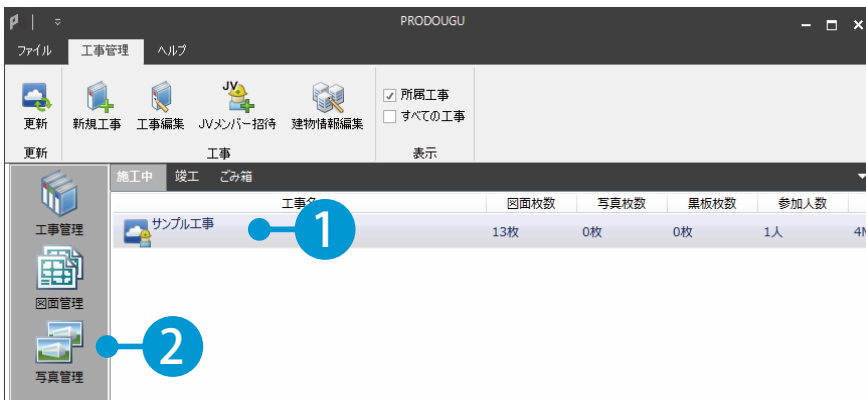 PRODOUGU
ファイル 工事管理 ヘルプ
更新 新規工事 工事編集 JVメンバー招待 建物情報編集
所属工事
すべての工事
更新 工事 表示
施工中 竣工 ごみ箱
工事名 図面枚数 写真枚数 黒板枚数 参加人数
サンプル工事 13枚 0枚 0枚 1人
1
工事管理
図面管理
2
写真管理